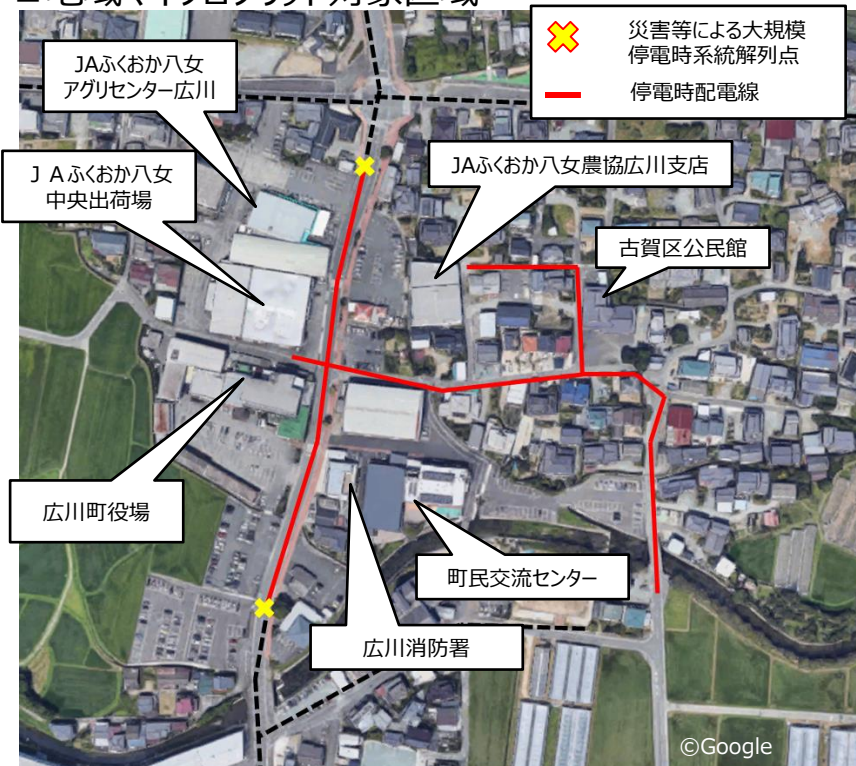 災害等による大規模
停電時系統解列点
停電時配電線
JAふくおか八女
アグリセンター広川
ＪＡふくおか八女
中央出荷場
JAふくおか八女農協広川支店
古賀区公民館
広川町役場
町民交流センター
広川消防署
©Google